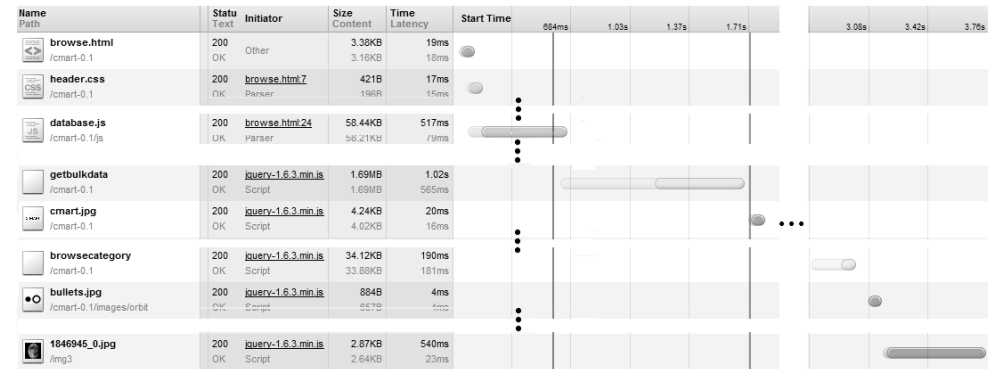 Name Statu Initiator Size Time Start Time
Path Text Content Latency 684ms 1.03s 1.37s 1.71s 3.08s 3.42s 3.76s
browse.html 200 Other 3.38KB 19ms
/cmart-0.1 OK 3.16KB 18ms
header.css 200 browse.html:7 421B 17ms
/cmart-0.1 OK Parser 196B 15ms
CSS
database.js 200 browse.html:24 58.44KB 517ms
/cmart-0.1/js OK Parser 58.21KB 79ms
JS
getbulkdata 200 jquery-1.6.3.min.js 1.69MB 1.02s
/cmart-0.1 OK Script 1.69MB 565ms
cmart.jpg 200 jquery-1.6.3.min.js 4.24KB 20ms
/cmart-0.1 OK Script 4.02KB 16ms
browsecategory 200 jquery-1.6.3.min.js 34.12KB 190ms
/cmart-0.1 OK Script 33.88KB 181ms
bullets.jpg 200 jquery-1.6.3.min.js 884B 4ms
/cmart-0.1/images/orbit OK Script 657B 4ms
1846945_0.jpg 200 jquery-1.6.3.min.js 2.87KB 540ms
/img3 OK Script 2.64KB 23ms